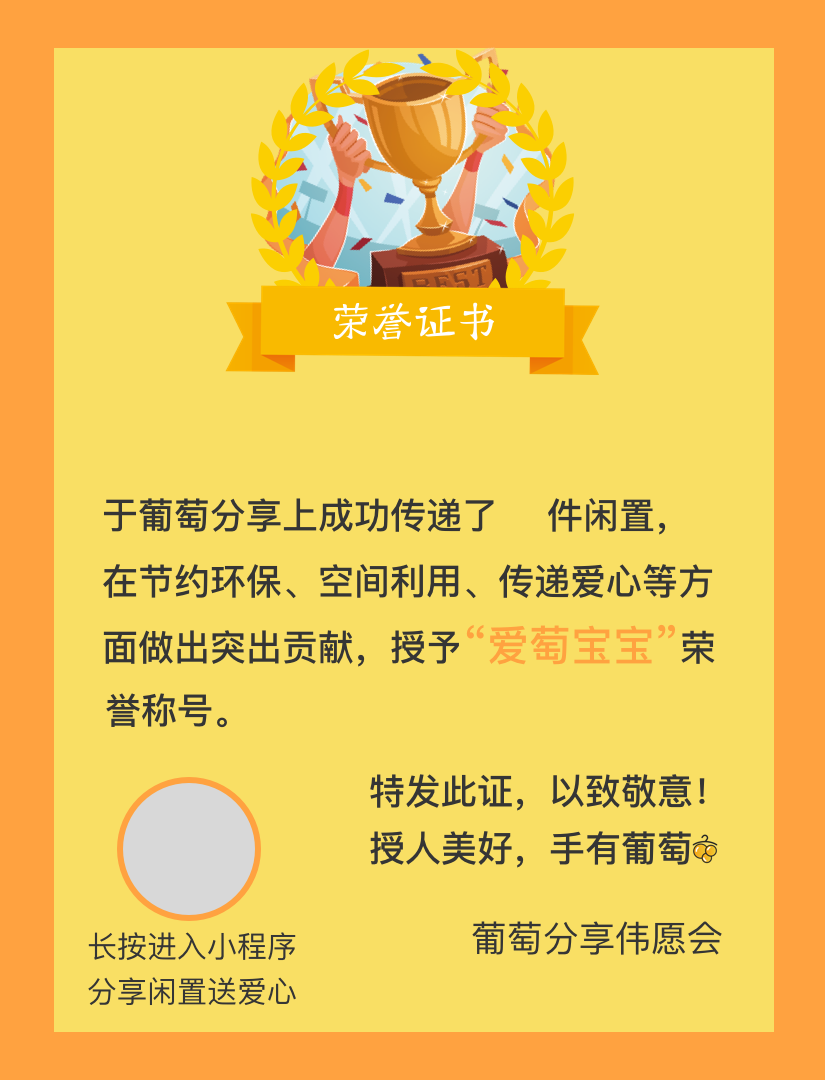 BEST
荣誉证书
于葡萄分享上成功传递了 件闲置，
在节约环保、空间利用、传递爱心等方
面做出突出贡献，授予“爱萄宝宝”荣
誉称号。
特发此证，以致敬意！
授人美好，手有葡萄
葡萄分享伟愿会
长按进入小程序
分享闲置送爱心